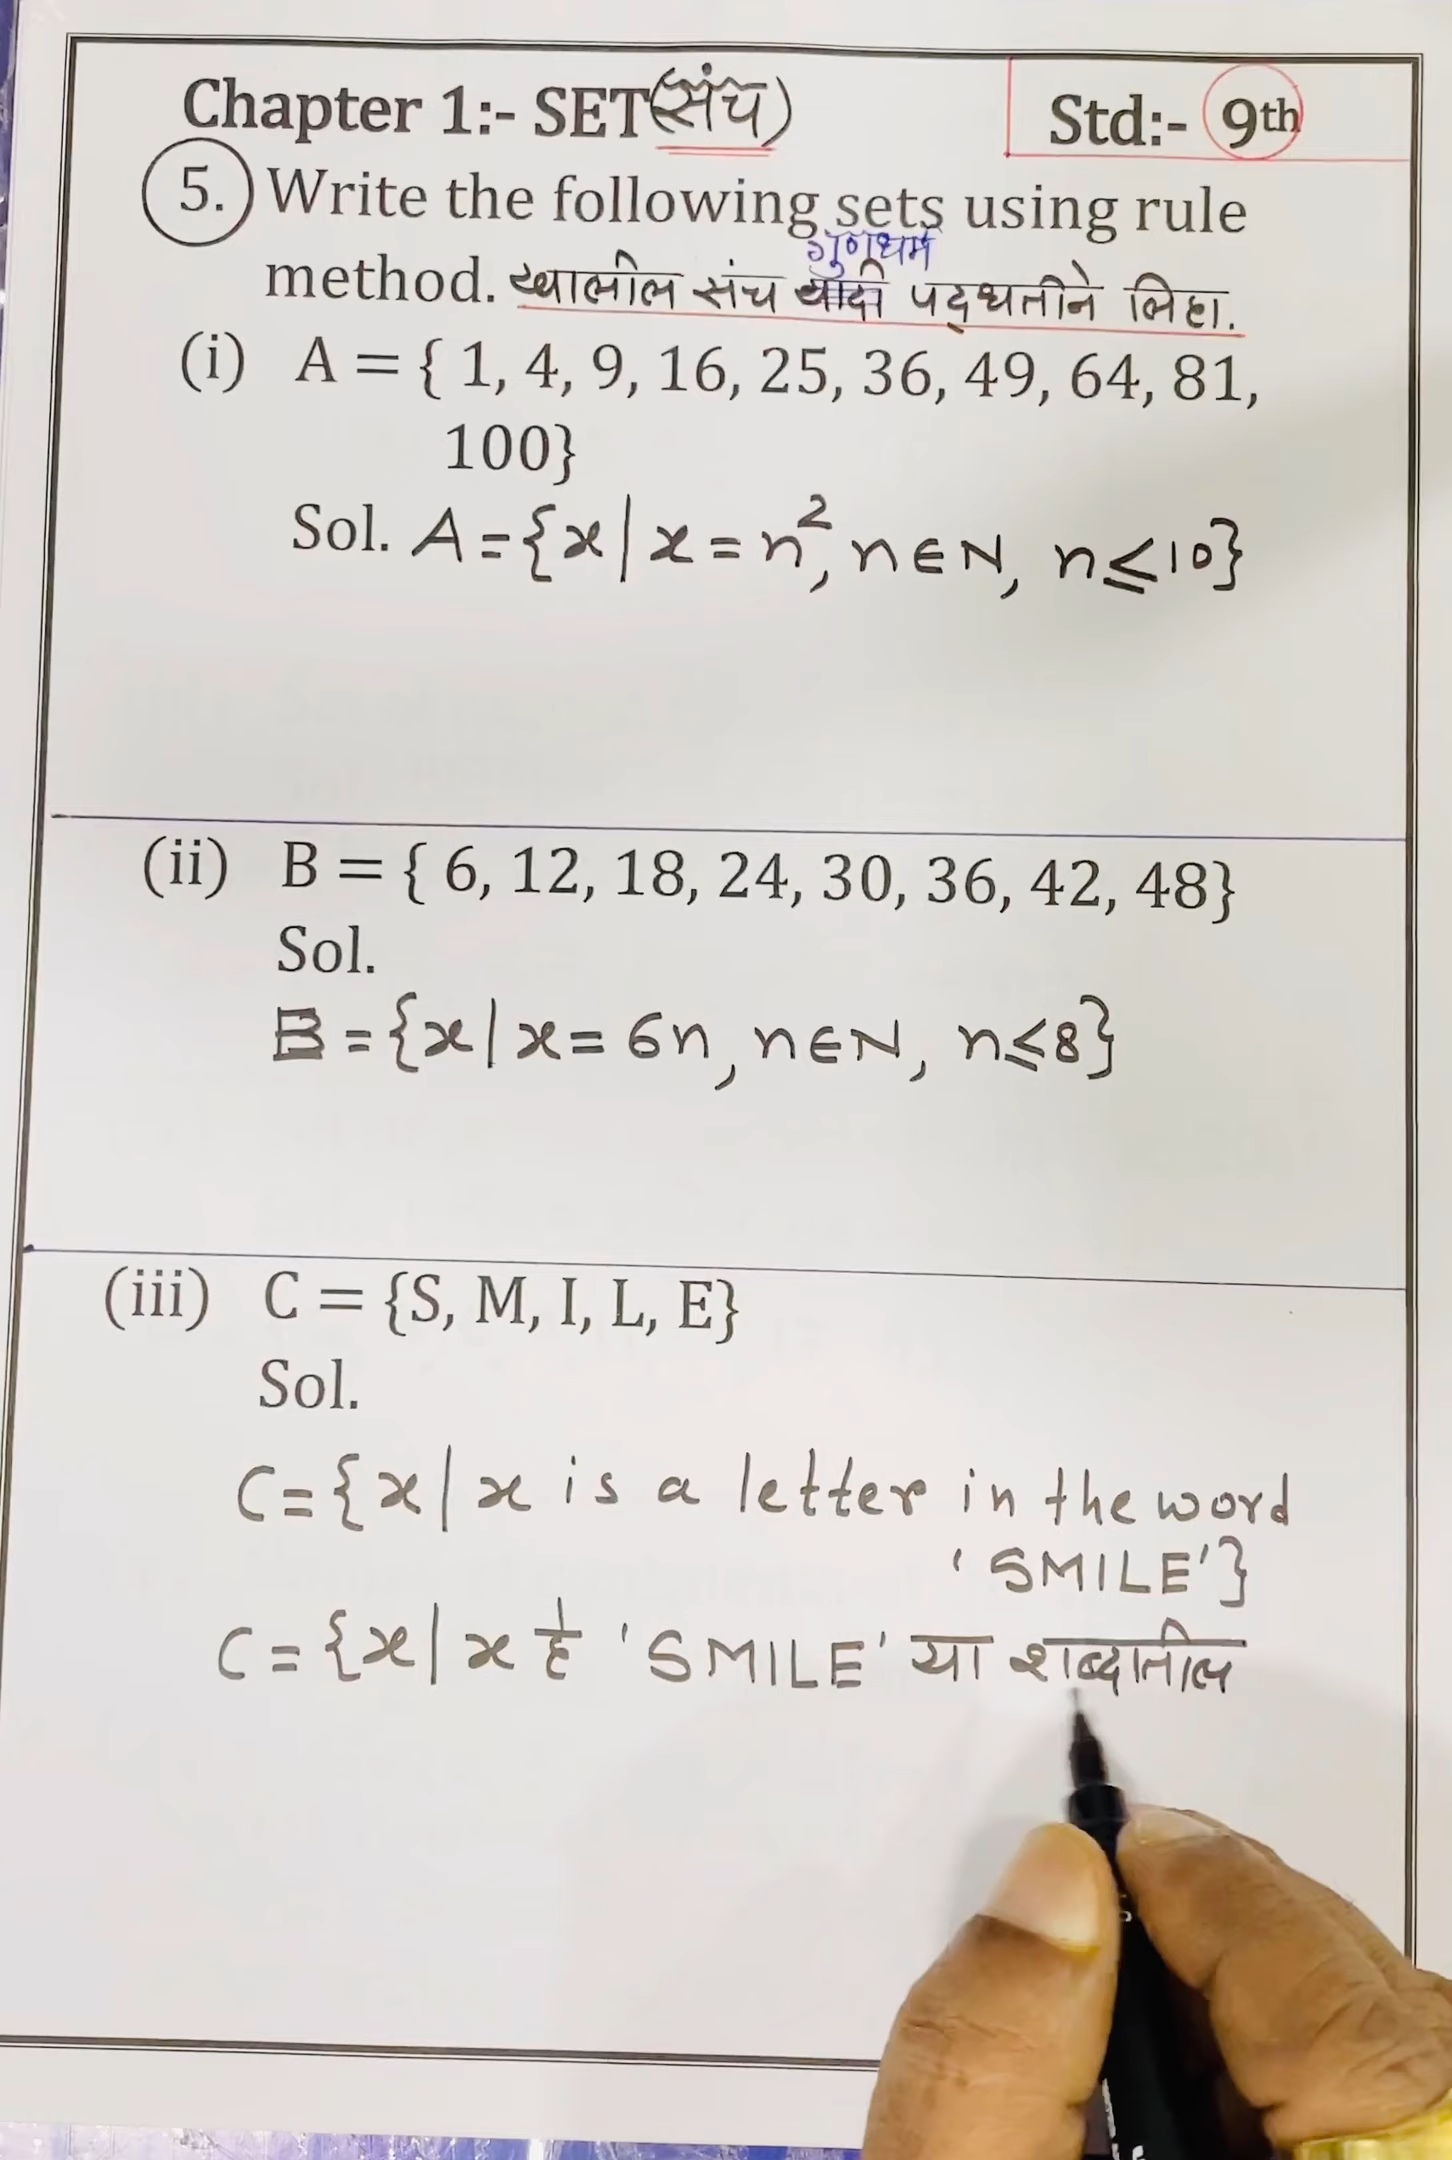 Chapter 1:- SET(संच)
Std:- 9th
5. Write the following sets using rule
गुणधर्म
method. खालील संच यादी पद्धतीने लिहा.
(i) A = { 1, 4, 9, 16, 25, 36, 49, 64, 81,
100}
Sol. A = {x | x = n², n ∈ N, n ≤ 10}
(ii) B = { 6, 12, 18, 24, 30, 36, 42, 48}
Sol.
B = {x | x = 6n, n ∈ N, n ≤ 8}
(iii) C = {S, M, I, L, E}
Sol.
C = {x | x is a letter in the word
'SMILE'}
C = {x | x हे 'SMILE' या शब्दातील